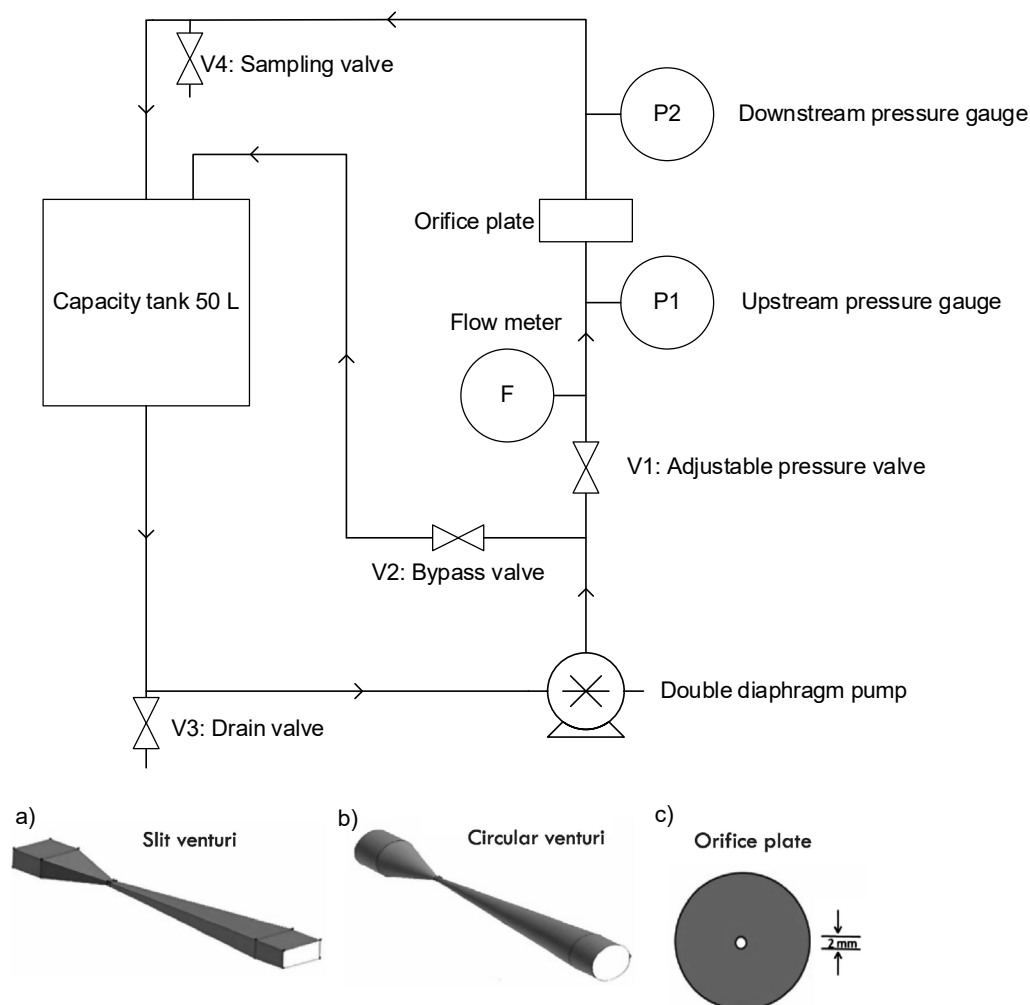 V4: Sampling valve
P2
Downstream pressure gauge
Orifice plate
Capacity tank 50 L
P1
Upstream pressure gauge
Flow meter
F
V1: Adjustable pressure valve
V2: Bypass valve
Double diaphragm pump
V3: Drain valve
a)
Slit venturi
b)
Circular venturi
c)
Orifice plate
2 mm